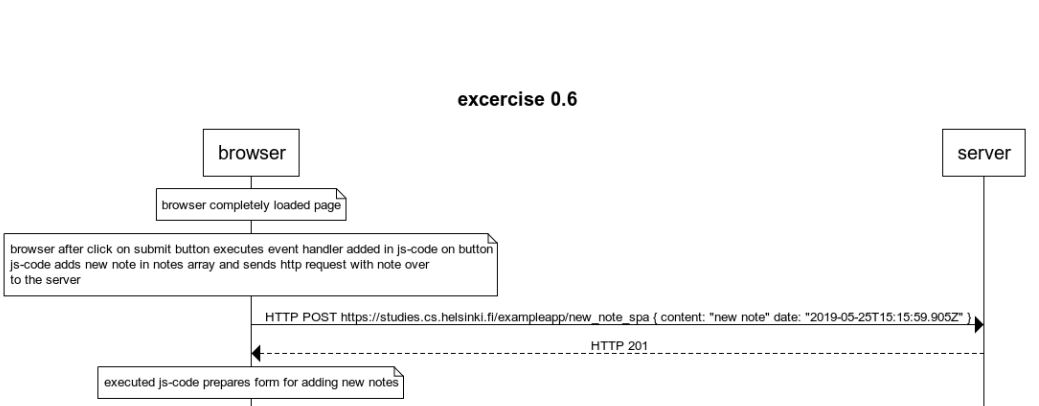 excercise 0.6
browser
server
browser completely loaded page
browser after click on submit button executes event handler added in js-code on button
js-code adds new note in notes array and sends http request with note over
to the server
HTTP POST https://studies.cs.helsinki.fi/exampleapp/new_note_spa { content: "new note" date: "2019-05-25T15:15:59.905Z" }
HTTP 201
executed js-code prepares form for adding new notes